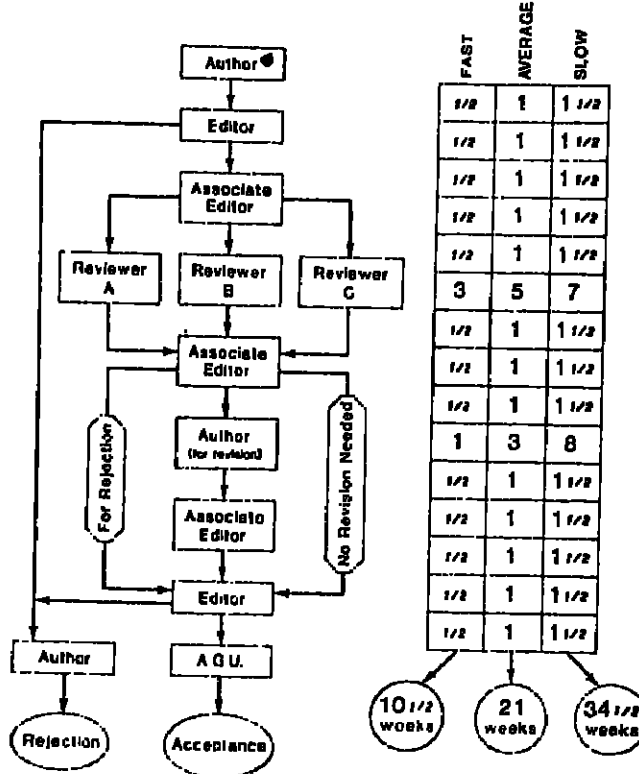 Author
Editor
Associate
Editor
Reviewer
A
Reviewer
B
Reviewer
C
Associate
Editor
For Rejection
Author
(for revision)
No Revision Needed
Associate
Editor
Editor
Author
A G U.
Rejection
Acceptance
FAST AVERAGE SLOW
1/2 1 1 1/2
1/2 1 1 1/2
1/2 1 1 1/2
1/2 1 1 1/2
1/2 1 1 1/2
3 5 7
1/2 1 1 1/2
1/2 1 1 1/2
1/2 1 1 1/2
1 3 8
1/2 1 1 1/2
1/2 1 1 1/2
1/2 1 1 1/2
1/2 1 1 1/2
1/2 1 1 1/2
10 1/2
weeks
21
weeks
34 1/2
weeks